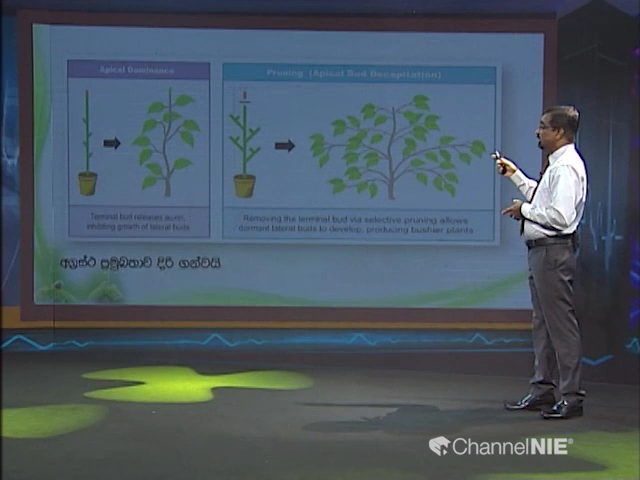 Apical Dominance
Terminal bud releases auxin,
inhibiting growth of lateral buds
Pruning (Apical Bud Decapitation)
Removing the terminal bud via selective pruning allows
dormant lateral buds to develop, producing bushier plants
අග්‍රස්ථ ප්‍රමුඛතාව දිරි ගන්වයි
ChannelNIE®